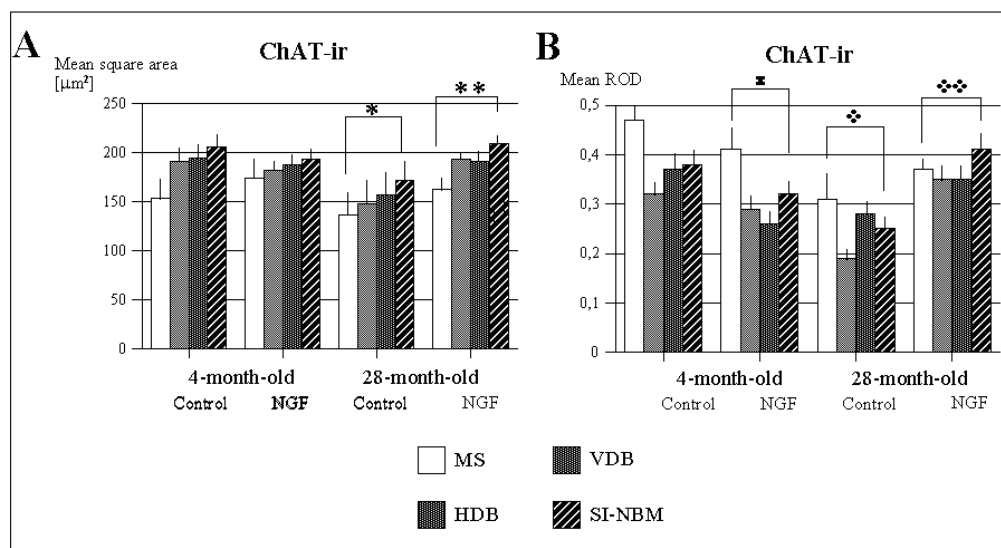 A
ChAT-ir
Mean square area
[µm²]
250
200
150
100
50
0
*
**
4-month-old
28-month-old
Control
NGF
Control
NGF
B
ChAT-ir
Mean ROD
0,5
0,4
0,3
0,2
0,1
0
4-month-old
28-month-old
Control
NGF
Control
NGF
MS
VDB
HDB
SI-NBM